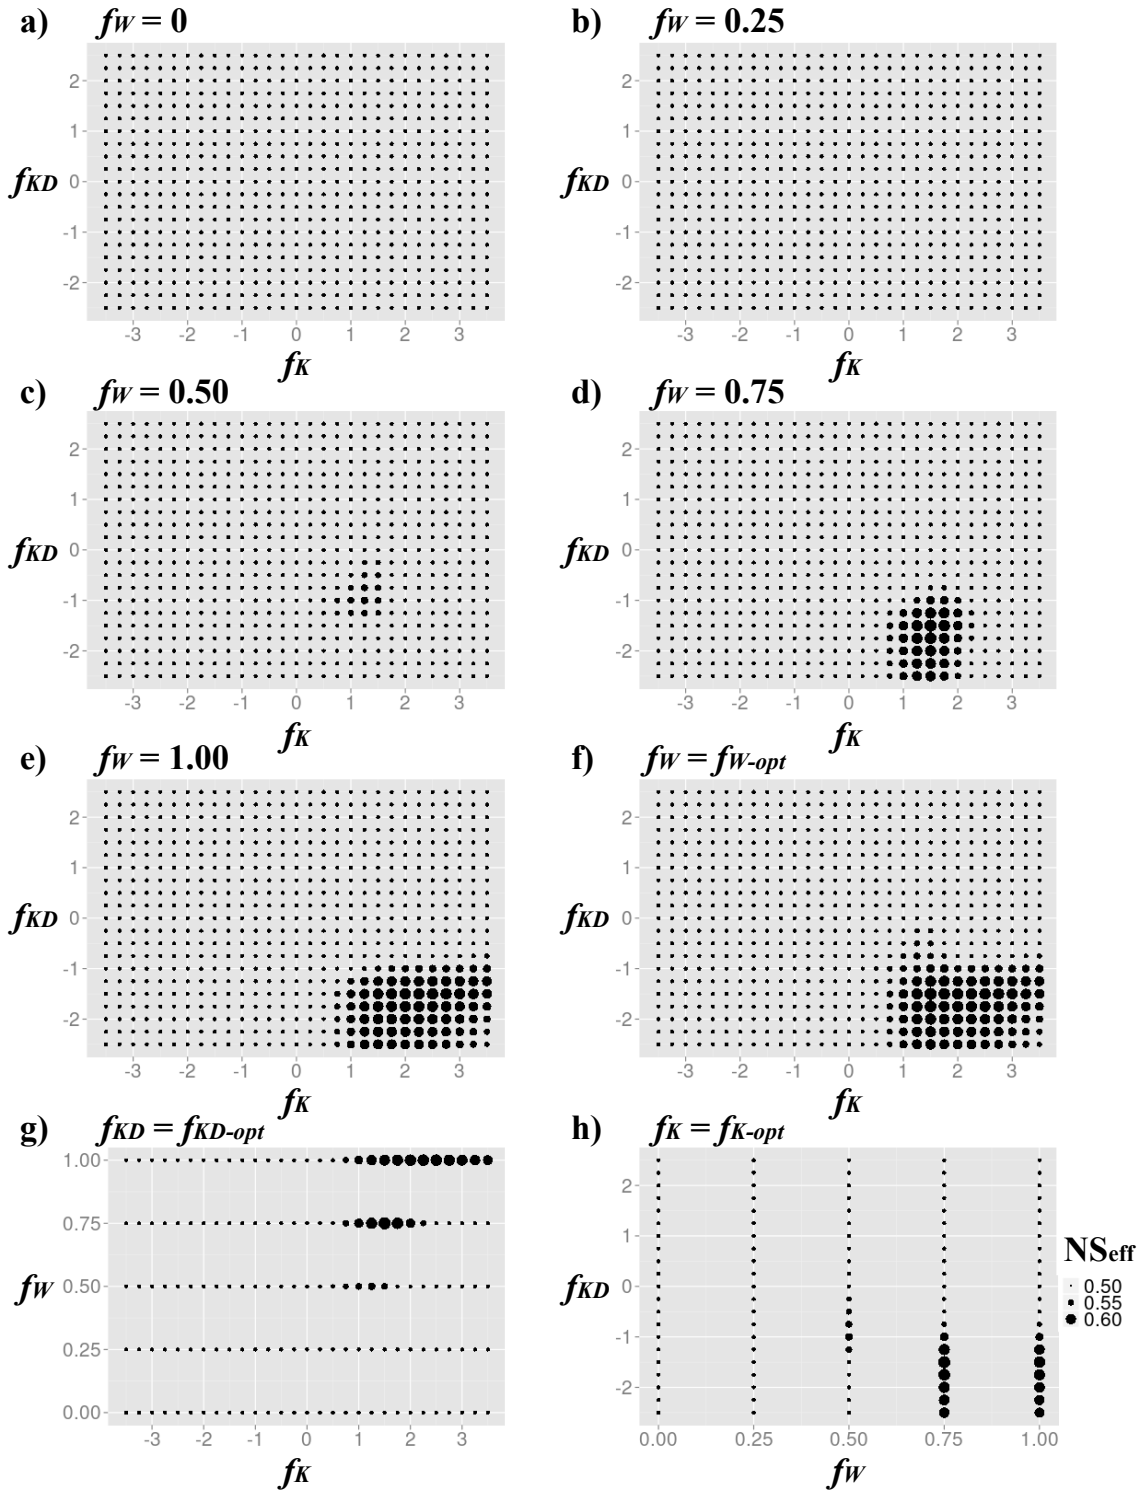 a) fW = 0
b) fW = 0.25
2
1
fKD 0
-1
-2
-3 -2 -1 0 1 2 3
fK
2
1
fKD 0
-1
-2
-3 -2 -1 0 1 2 3
fK
c) fW = 0.50
d) fW = 0.75
2
1
fKD 0
-1
-2
-3 -2 -1 0 1 2 3
fK
2
1
fKD 0
-1
-2
-3 -2 -1 0 1 2 3
fK
e) fW = 1.00
f) fW = fW-opt
2
1
fKD 0
-1
-2
-3 -2 -1 0 1 2 3
fK
2
1
fKD 0
-1
-2
-3 -2 -1 0 1 2 3
fK
g) fKD = fKD-opt
h) fK = fK-opt
1.00
0.75
fW 0.50
0.25
0.00
-3 -2 -1 0 1 2 3
fK
2
1
fKD 0
-1
-2
0.00 0.25 0.50 0.75 1.00
fW
NSeff
0.50
0.55
0.60